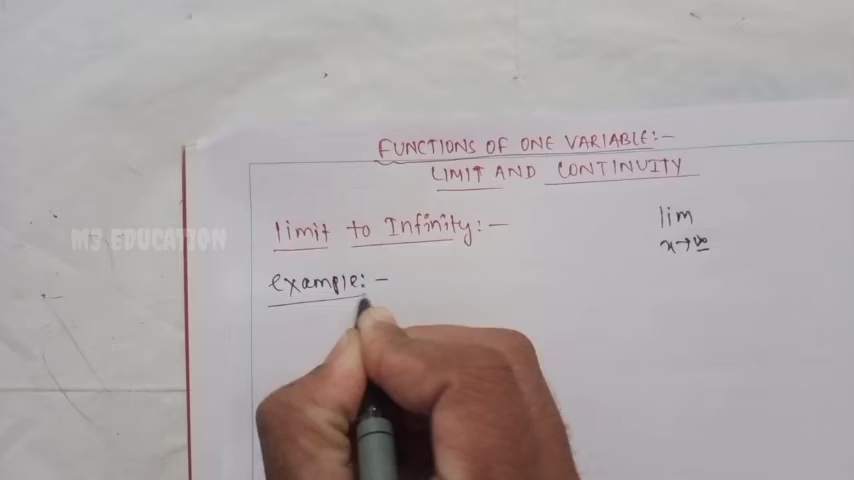 FUNCTIONS OF ONE VARIABLE:-
LIMIT AND CONTINUITY
limit to Infinity:-
lim
x→∞
M3 EDUCATION
example:-